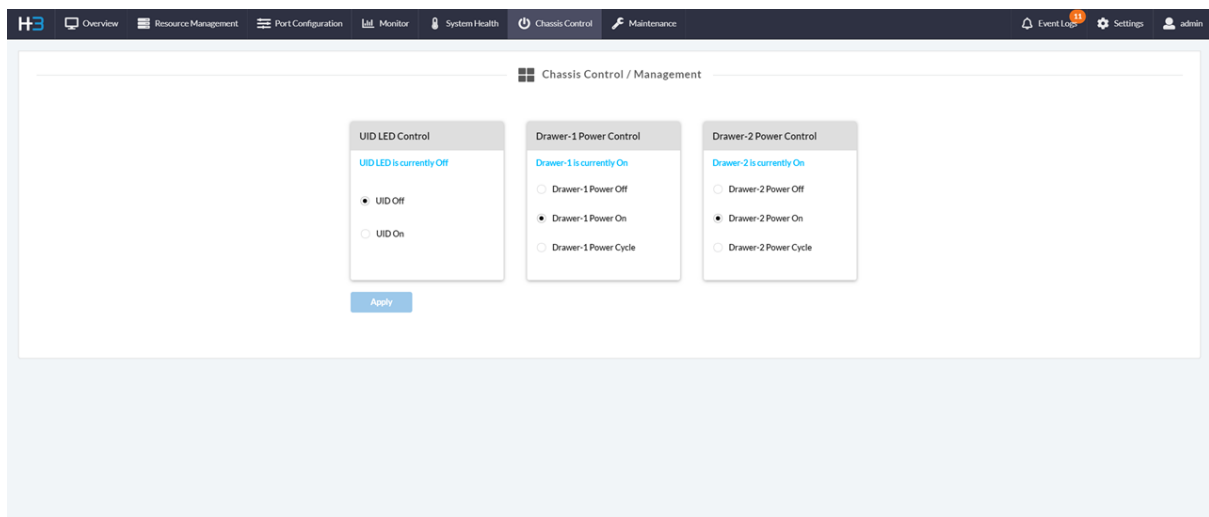 H3 Overview Resource Management Port Configuration Monitor System Health Chassis Control Maintenance Event Logs 11 Settings admin
Chassis Control / Management
UID LED Control
UID LED is currently Off
UID Off
UID On
Apply
Drawer-1 Power Control
Drawer-1 is currently On
Drawer-1 Power Off
Drawer-1 Power On
Drawer-1 Power Cycle
Drawer-2 Power Control
Drawer-2 is currently On
Drawer-2 Power Off
Drawer-2 Power On
Drawer-2 Power Cycle